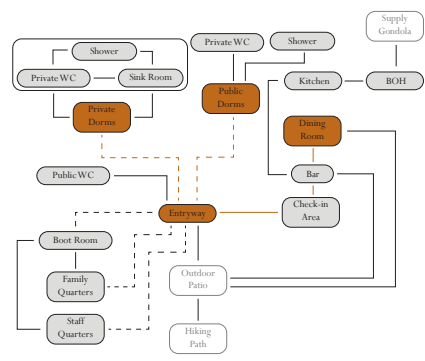 Supply
Gondola
Shower
Private WC
Shower
Private WC
Sink Room
Kitchen
BOH
Private
Dorms
Public
Dorms
Dining
Room
Public WC
Bar
Entryway
Check-in
Area
Boot Room
Family
Quarters
Outdoor
Patio
Staff
Quarters
Hiking
Path